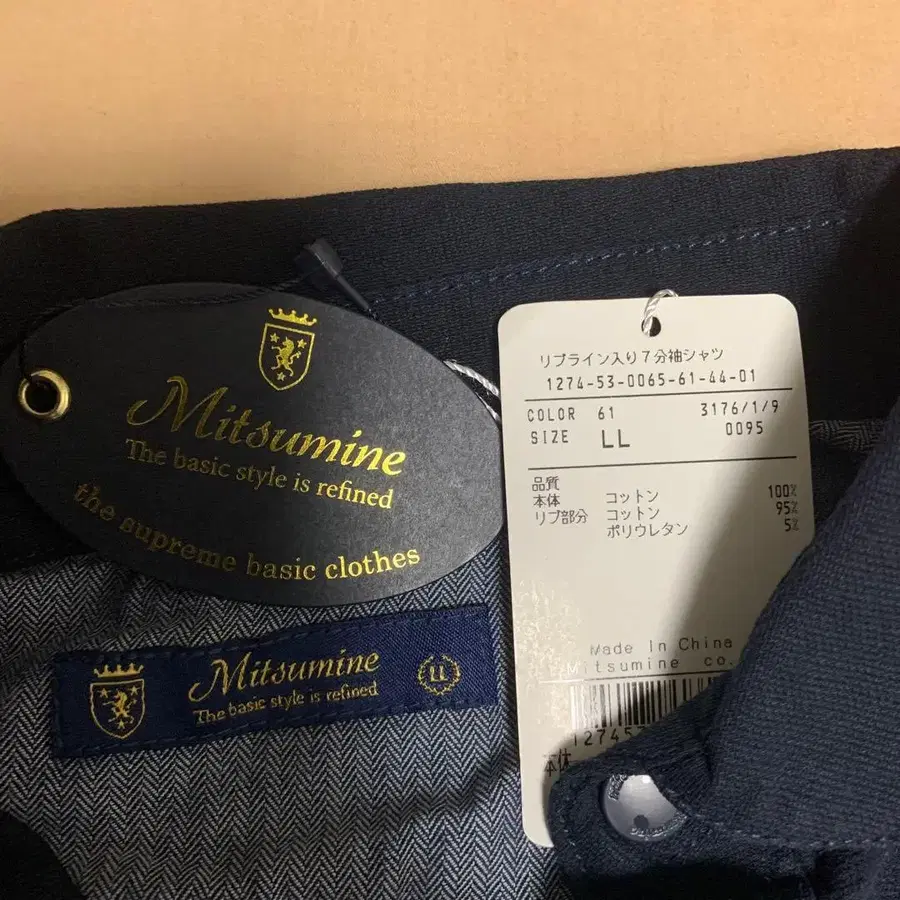 Mitsumine
The basic style is refined
the supreme basic clothes
Mitsumine
The basic style is refined
LL
リブライン入り7分袖シャツ
1274-53-0065-61-44-01
COLOR 61 3176/1/9
SIZE LL 0095
品質
本体 コットン 100%
リブ部分 コットン 95%
ポリウレタン 5%
Made In China
Mitsumine co.
12745
本体